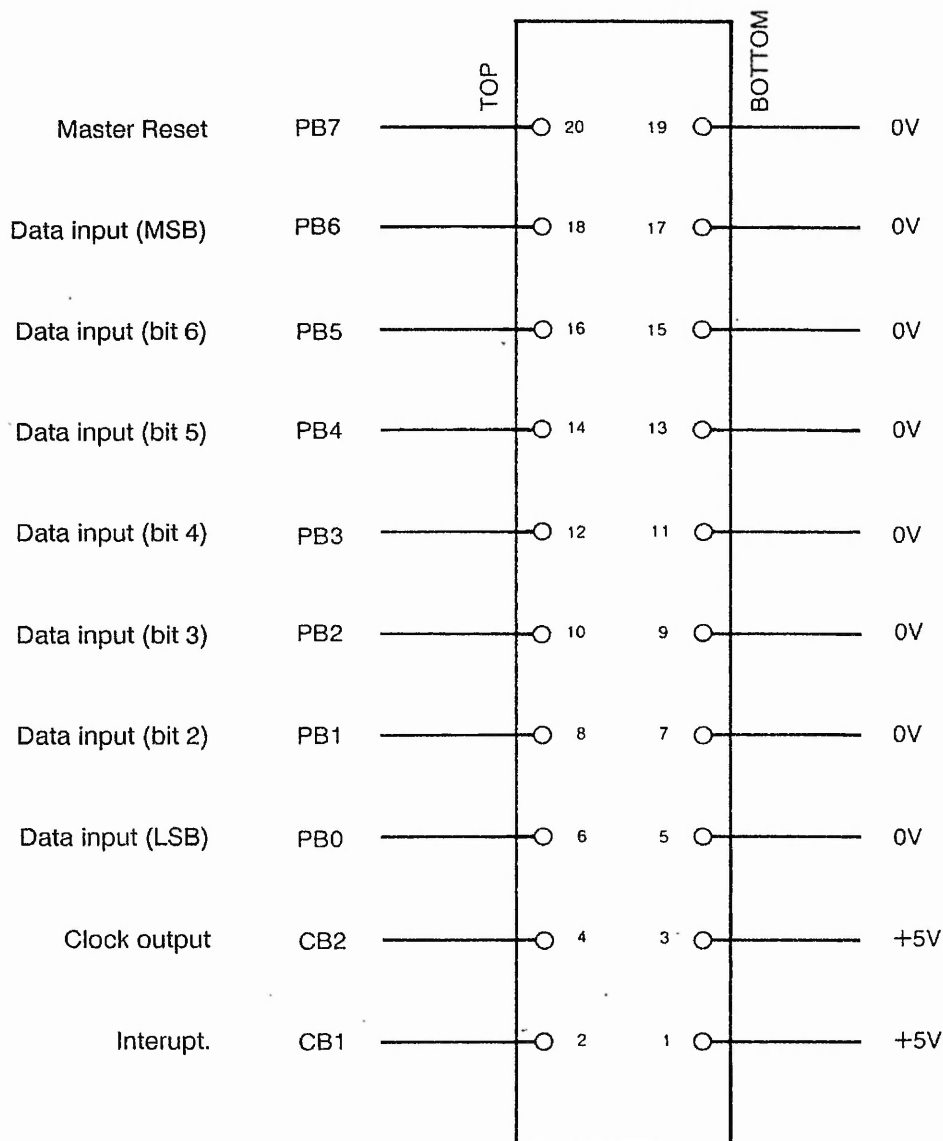 TOP
BOTTOM
Master Reset PB7 20 19 0V
Data input (MSB) PB6 18 17 0V
Data input (bit 6) PB5 16 15 0V
Data input (bit 5) PB4 14 13 0V
Data input (bit 4) PB3 12 11 0V
Data input (bit 3) PB2 10 9 0V
Data input (bit 2) PB1 8 7 0V
Data input (LSB) PB0 6 5 0V
Clock output CB2 4 3 +5V
Interupt. CB1 2 1 +5V